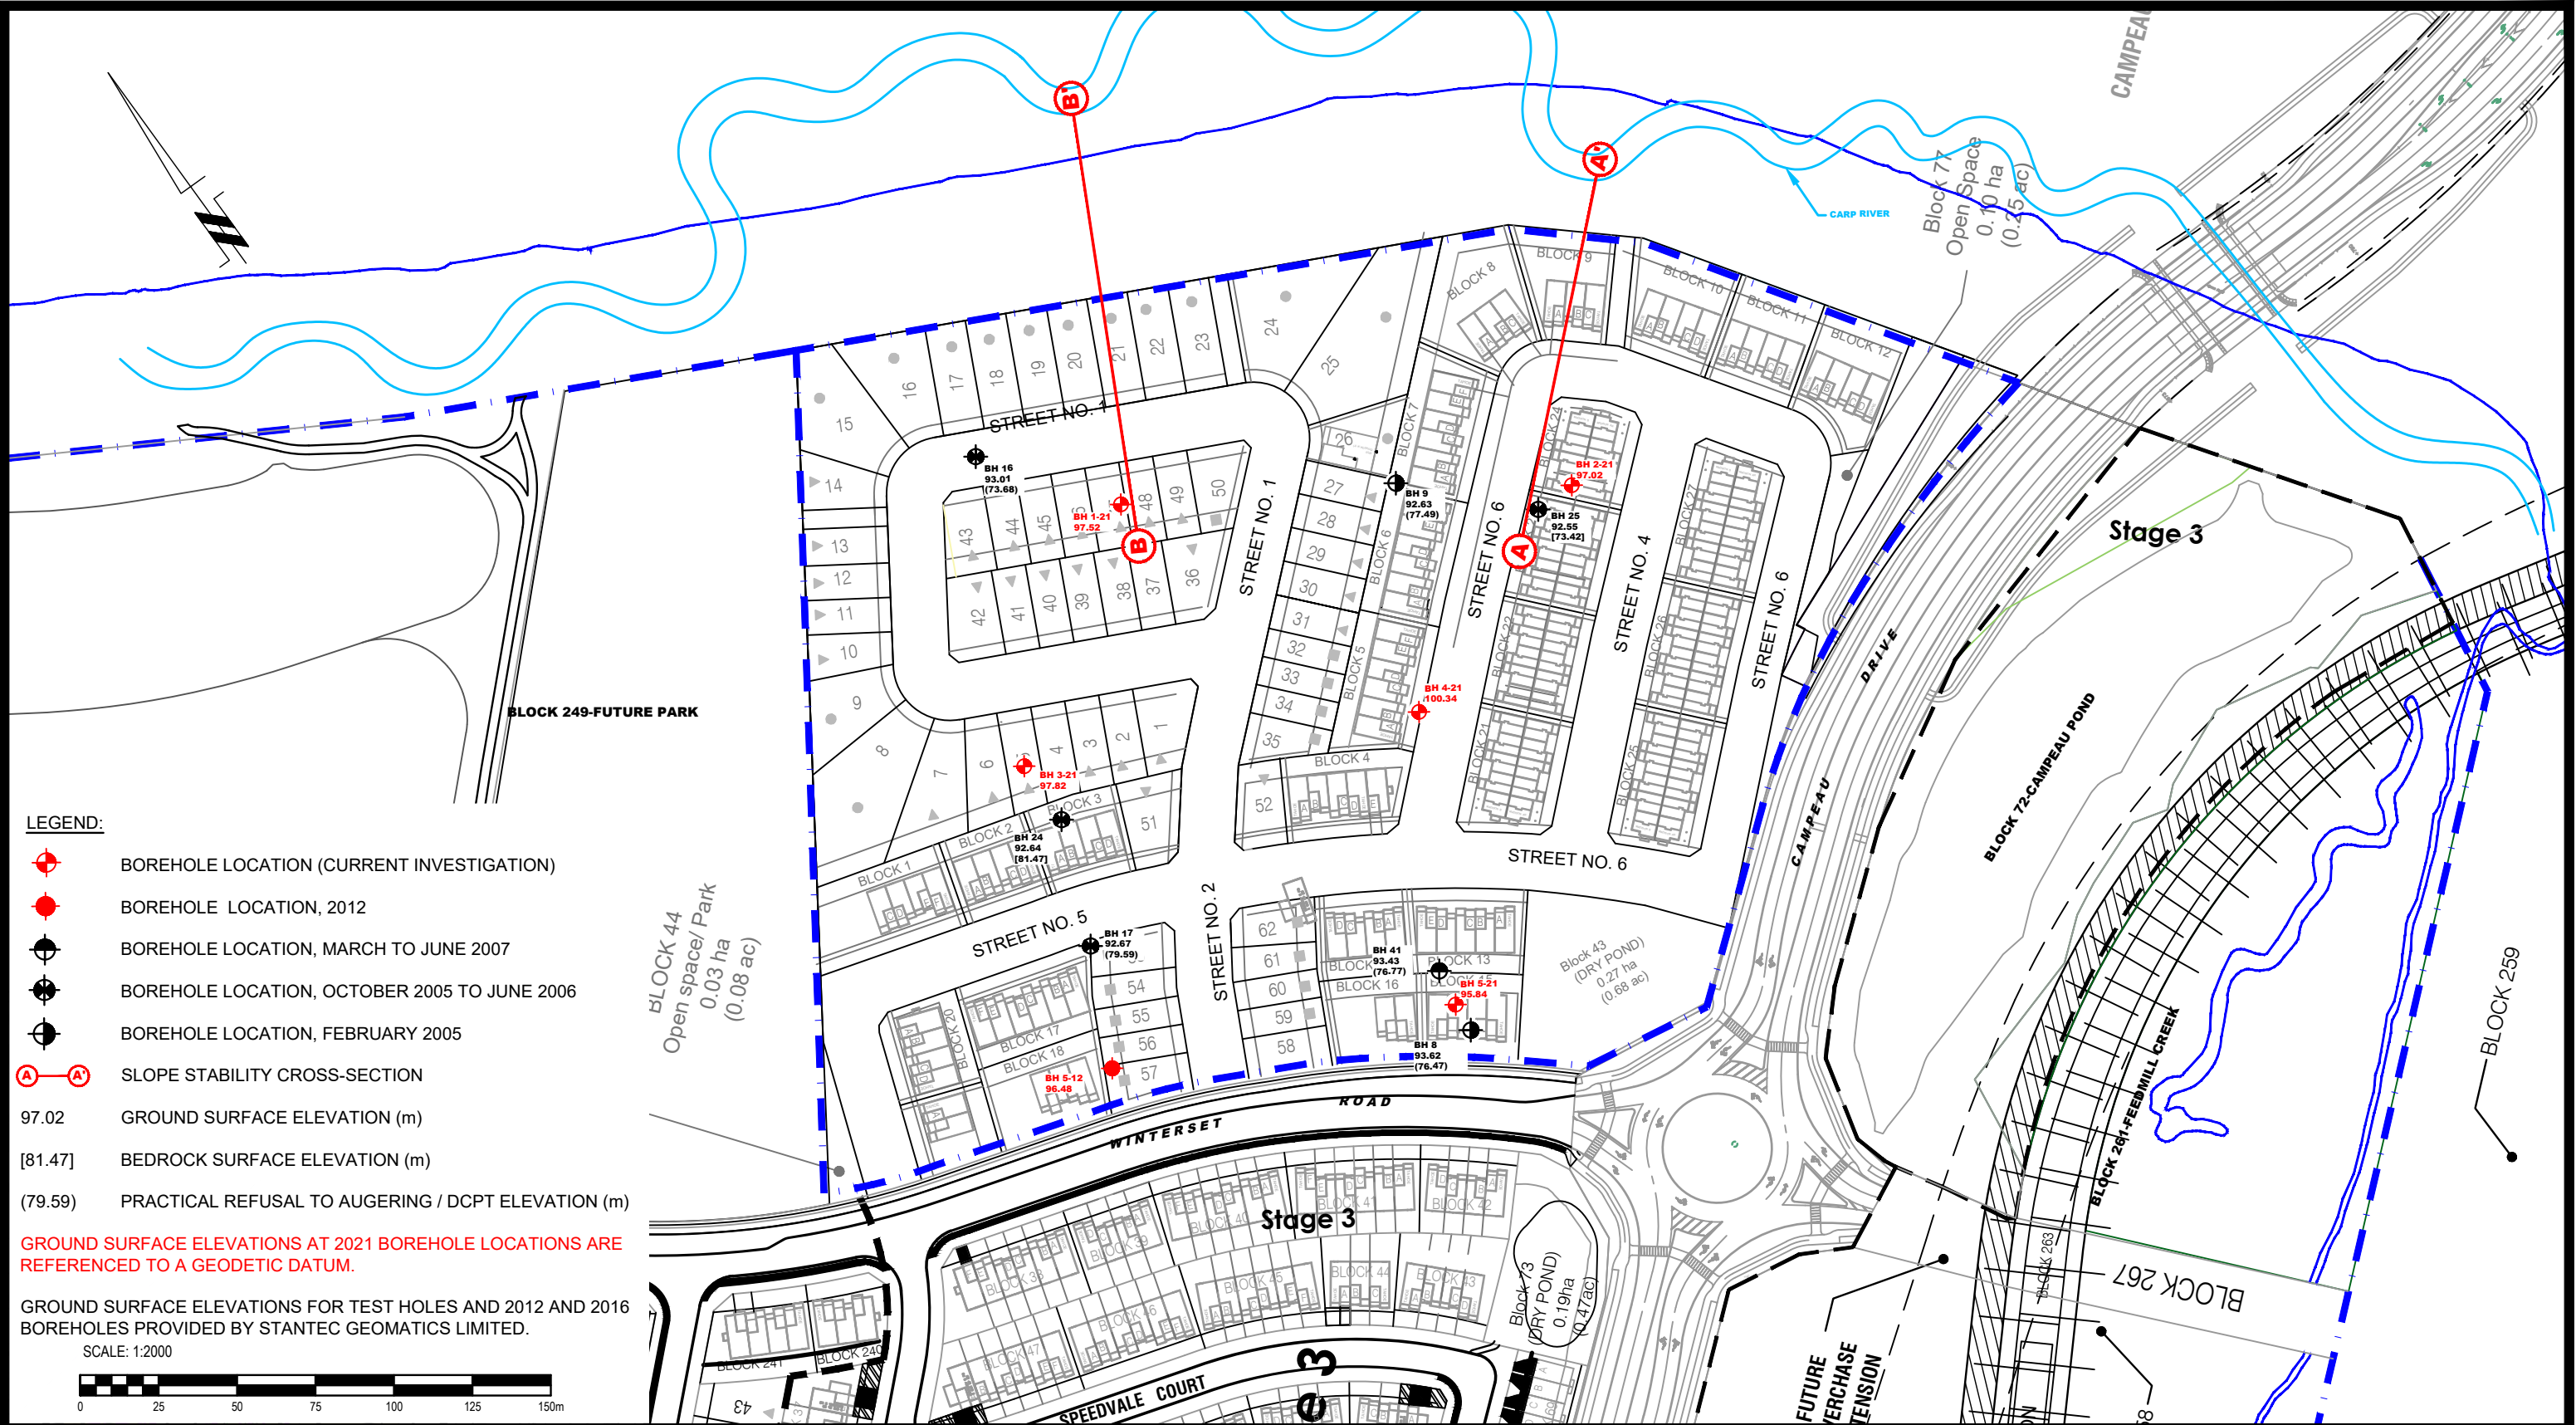 CAMPEAU
B'
A'
CARP RIVER
Block 77
Open Space
0.10 ha
(0.25 ac)
BLOCK 8
BLOCK 9
BLOCK 10
BLOCK 11
BLOCK 12
15
16
17
18
19
20
21
22
23
24
25
STREET NO. 1
BH 16
93.01
(73.68)
14
13
12
11
10
9
8
7
6
4
3
2
1
43
44
45
48
49
50
BH 1-21
97.52
B
42
41
40
39
38
37
36
STREET NO. 1
26
27
28
29
30
31
32
33
34
35
52
BLOCK 7
BLOCK 6
BLOCK 5
BLOCK 4
BH 9
92.63
(77.49)
STREET NO. 6
BLOCK 24
BH 2-21
97.02
BH 25
92.55
[73.42]
A
BLOCK 22
BLOCK 21
STREET NO. 4
BLOCK 27
BLOCK 26
BLOCK 25
STREET NO. 6
BH 4-21
100.34
STREET NO. 6
CAMPEAU DRIVE
Stage 3
BLOCK 72-CAMPEAU POND
BLOCK 261-FEEDMILL CREEK
BLOCK 259
BLOCK 263
BLOCK 267
BLOCK 249-FUTURE PARK
BH 3-21
97.82
BLOCK 3
BLOCK 2
BLOCK 1
51
BH 24
92.64
[81.47]
STREET NO. 5
BH 17
92.67
(79.59)
54
55
56
57
BLOCK 20
BLOCK 17
BLOCK 18
BH 5-12
96.48
STREET NO. 2
62
61
60
59
58
BH 41
93.43
(76.77)
BLOCK 13
BLOCK 16
BH 5-21
95.84
BH 8
93.62
(76.47)
Block 43
(DRY POND)
0.27 ha
(0.68 ac)
BLOCK 44
Open space/ Park
0.03 ha
(0.08 ac)
WINTERSET ROAD
Stage 3
BLOCK 38
BLOCK 39
BLOCK 40
BLOCK 41
BLOCK 42
BLOCK 47
BLOCK 46
BLOCK 45
BLOCK 44
BLOCK 43
Block 73
(DRY POND)
0.19ha
(0.47ac)
BLOCK 241
BLOCK 240
43
SPEEDVALE COURT
e 3
FUTURE
LEGEND:
BOREHOLE LOCATION (CURRENT INVESTIGATION)
BOREHOLE LOCATION, 2012
BOREHOLE LOCATION, MARCH TO JUNE 2007
BOREHOLE LOCATION, OCTOBER 2005 TO JUNE 2006
BOREHOLE LOCATION, FEBRUARY 2005
A A' SLOPE STABILITY CROSS-SECTION
97.02 GROUND SURFACE ELEVATION (m)
[81.47] BEDROCK SURFACE ELEVATION (m)
(79.59) PRACTICAL REFUSAL TO AUGERING / DCPT ELEVATION (m)
GROUND SURFACE ELEVATIONS AT 2021 BOREHOLE LOCATIONS ARE
REFERENCED TO A GEODETIC DATUM.
GROUND SURFACE ELEVATIONS FOR TEST HOLES AND 2012 AND 2016
BOREHOLES PROVIDED BY STANTEC GEOMATICS LIMITED.
SCALE: 1:2000
0 25 50 75 100 125 150m